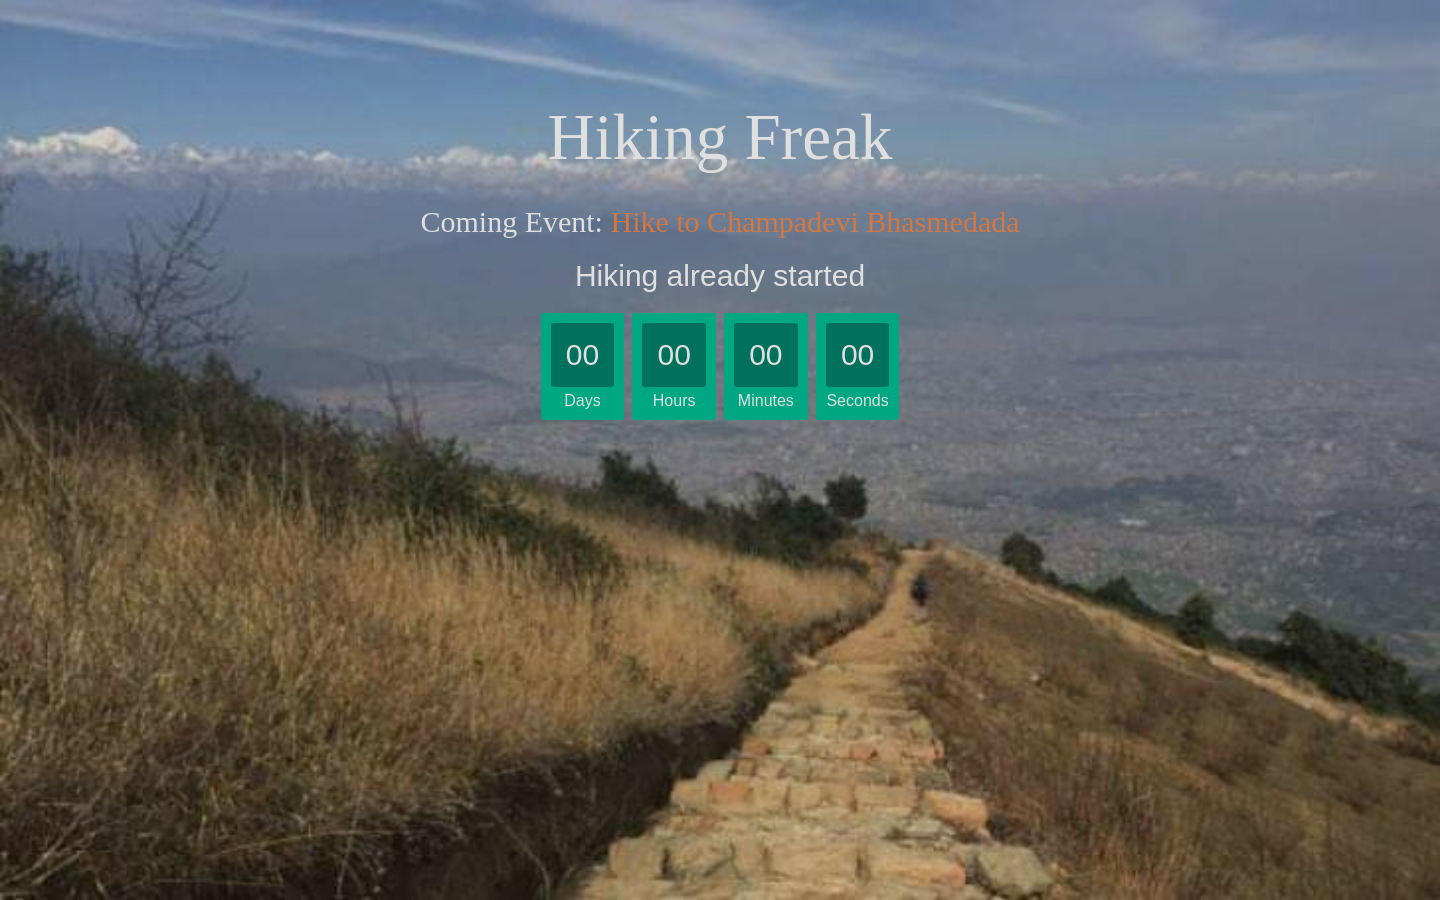 Hiking Freak
Coming Event: Hike to Champadevi Bhasmedada
Hiking already started
00 00 00 00
Days Hours Minutes Seconds